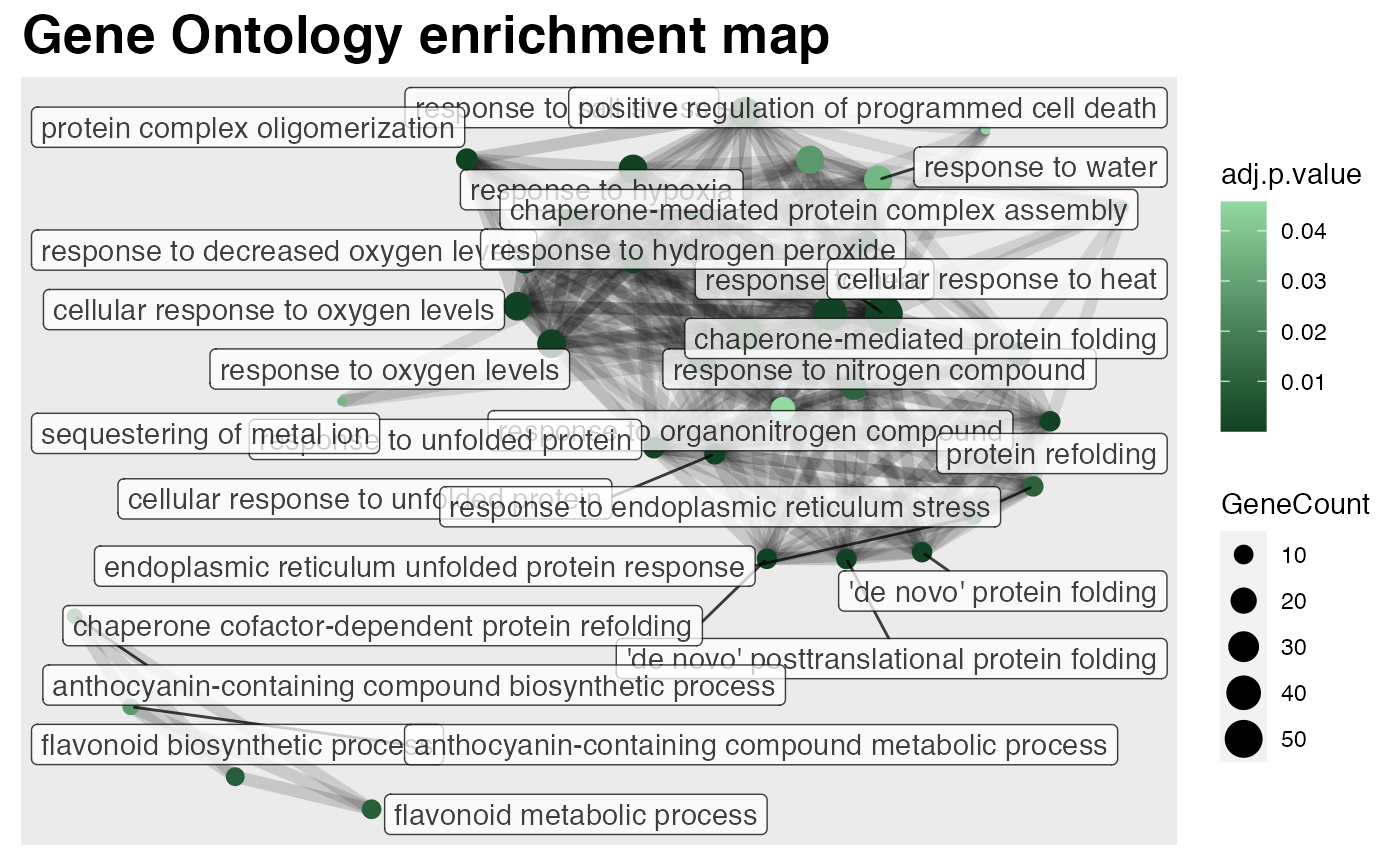 Gene Ontology enrichment map
response to salt stress
positive regulation of programmed cell death
protein complex oligomerization
response to water
response to hypoxia
chaperone-mediated protein complex assembly
response to decreased oxygen levels
response to hydrogen peroxide
response to heat
cellular response to heat
cellular response to oxygen levels
chaperone-mediated protein folding
response to oxygen levels
response to nitrogen compound
sequestering of metal ion
response to unfolded protein
response to organonitrogen compound
protein refolding
cellular response to unfolded protein
response to endoplasmic reticulum stress
endoplasmic reticulum unfolded protein response
'de novo' protein folding
chaperone cofactor-dependent protein refolding
'de novo' posttranslational protein folding
anthocyanin-containing compound biosynthetic process
flavonoid biosynthetic process
anthocyanin-containing compound metabolic process
flavonoid metabolic process
adj.p.value
0.04
0.03
0.02
0.01
GeneCount
10
20
30
40
50